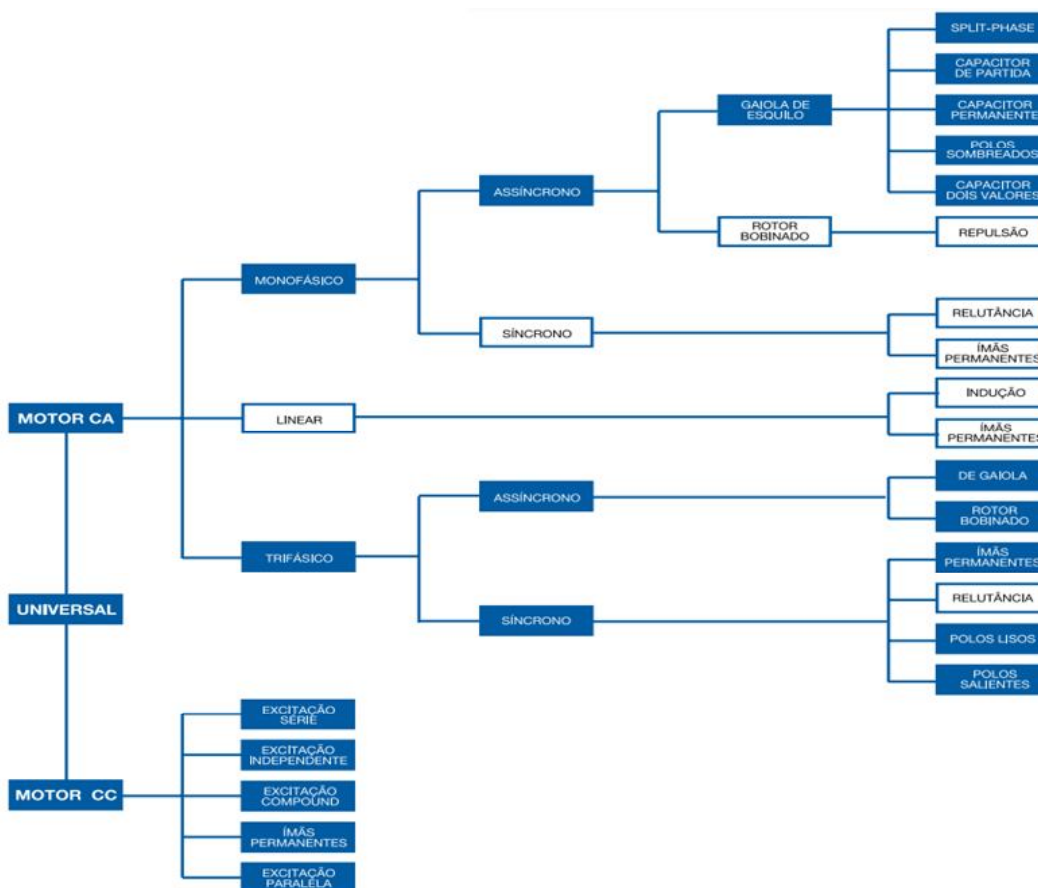 SPLIT-PHASE
CAPACITOR
DE PARTIDA
GAIOLA DE
ESQUILO
CAPACITOR
PERMANENTE
POLOS
SOMBREADOS
ASSÍNCRONO
CAPACITOR
DOIS VALORES
ROTOR
BOBINADO
REPULSÃO
MONOFÁSICO
RELUTÂNCIA
SÍNCRONO
ÍMÃS
PERMANENTES
MOTOR CA
LINEAR
INDUÇÃO
ÍMÃS
PERMANENTES
DE GAIOLA
ASSÍNCRONO
ROTOR
BOBINADO
TRIFÁSICO
ÍMÃS
PERMANENTES
UNIVERSAL
RELUTÂNCIA
SÍNCRONO
POLOS LISOS
POLOS
SALIENTES
EXCITAÇÃO
SÉRIE
EXCITAÇÃO
INDEPENDENTE
MOTOR CC
EXCITAÇÃO
COMPOUND
ÍMÃS
PERMANENTES
EXCITAÇÃO
PARALELA